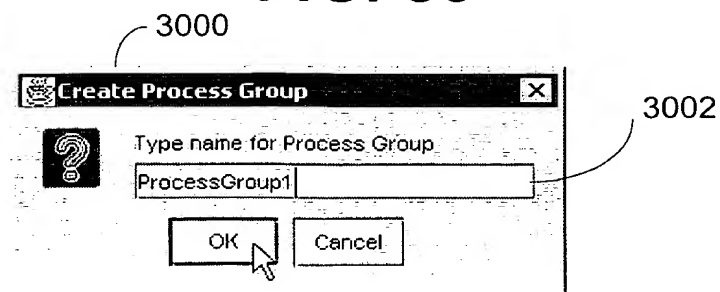 3000
Create Process Group
3002
Type name for Process Group
ProcessGroup1
OK
Cancel